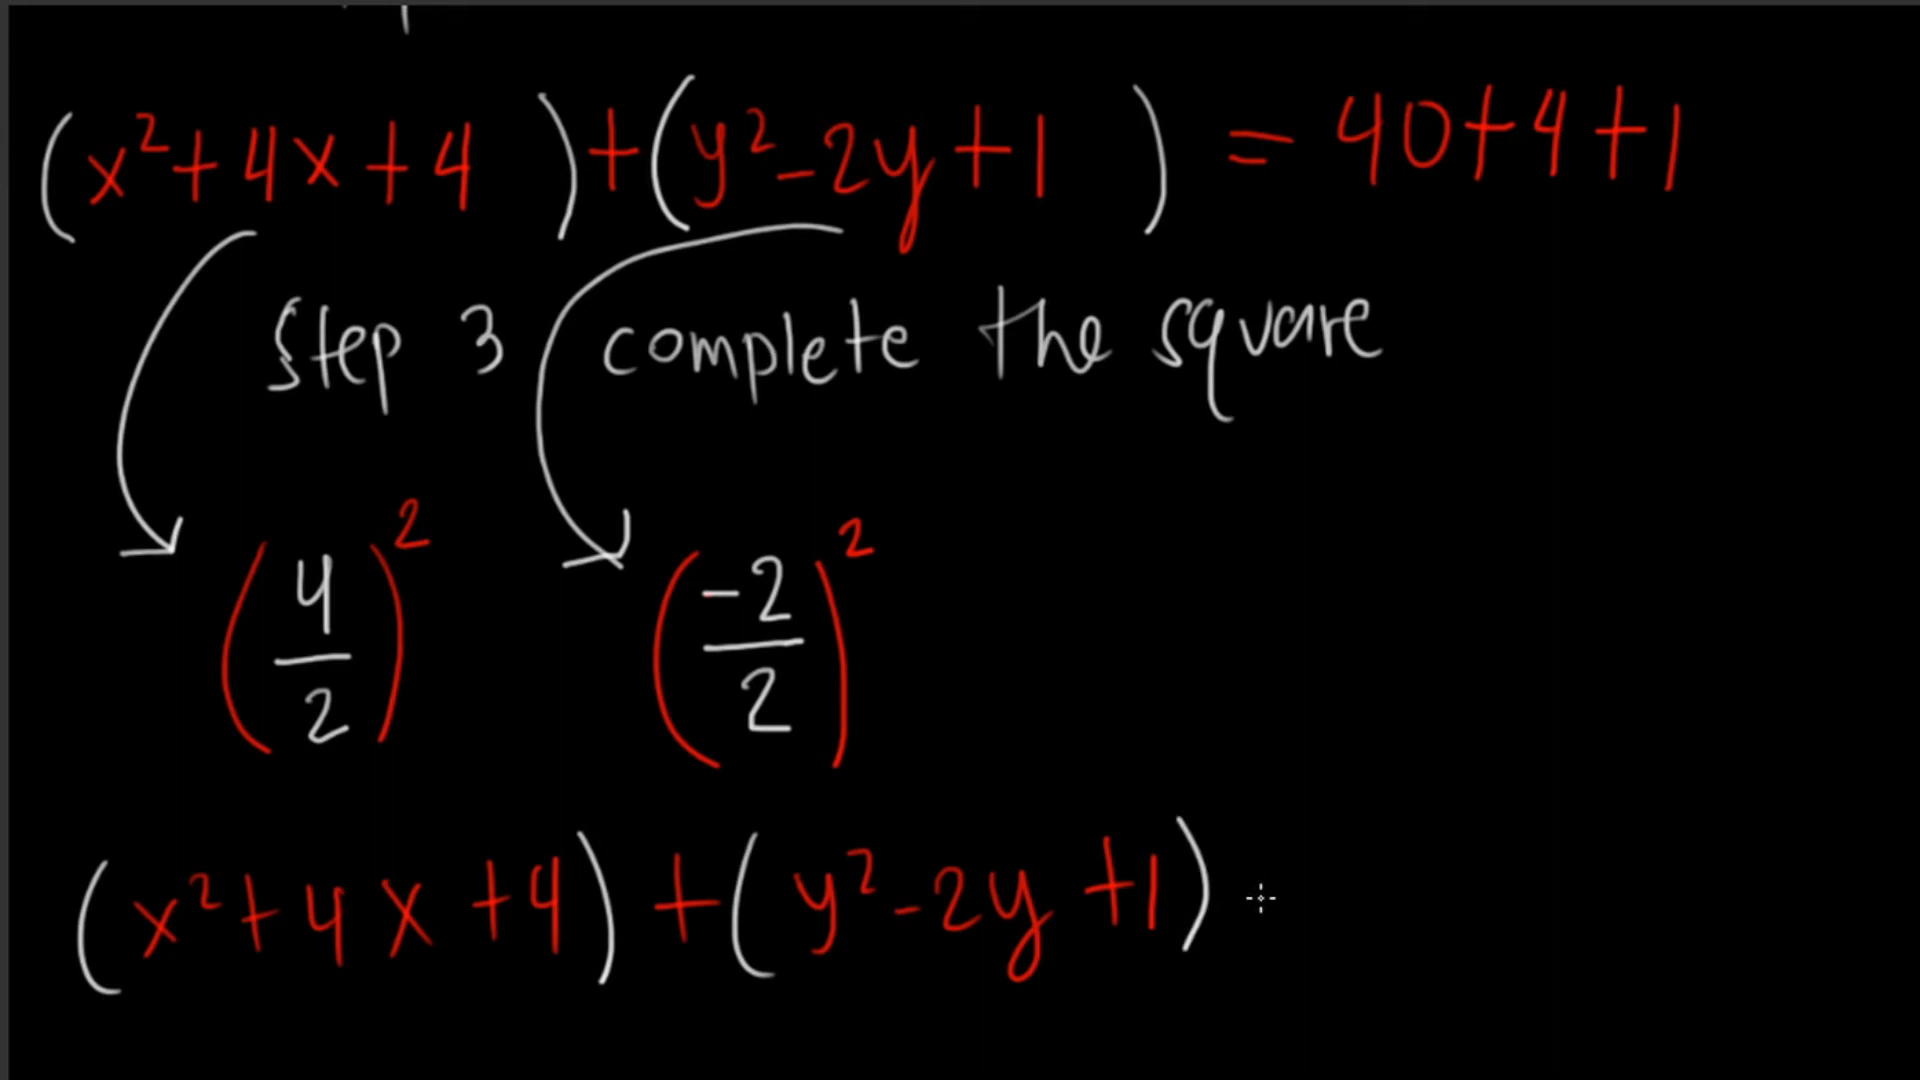 (x²+4x+4) + (y²-2y+1) = 40+4+1
Step 3 complete the square
(4/2)² (-2/2)²
(x²+4x+4) + (y²-2y+1)